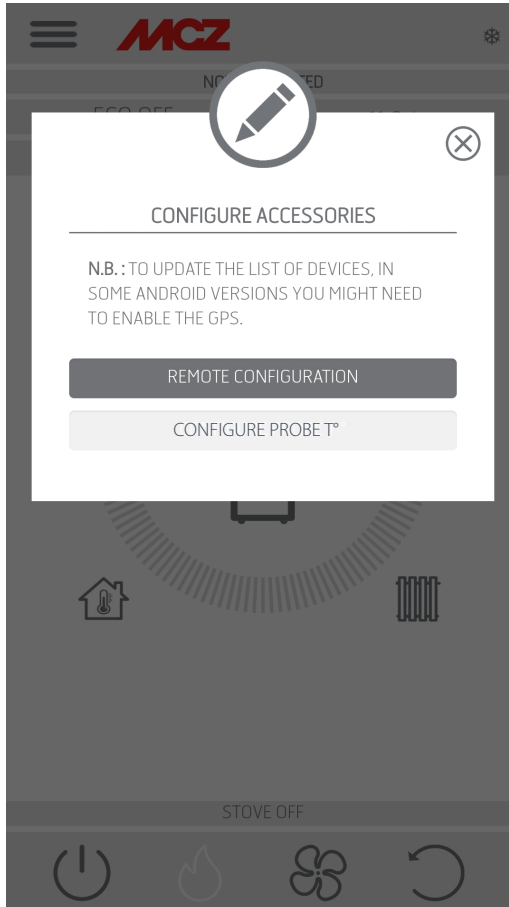 MCZ
CONFIGURE ACCESSORIES
N.B. : TO UPDATE THE LIST OF DEVICES, IN
SOME ANDROID VERSIONS YOU MIGHT NEED
TO ENABLE THE GPS.
REMOTE CONFIGURATION
CONFIGURE PROBE T°
STOVE OFF